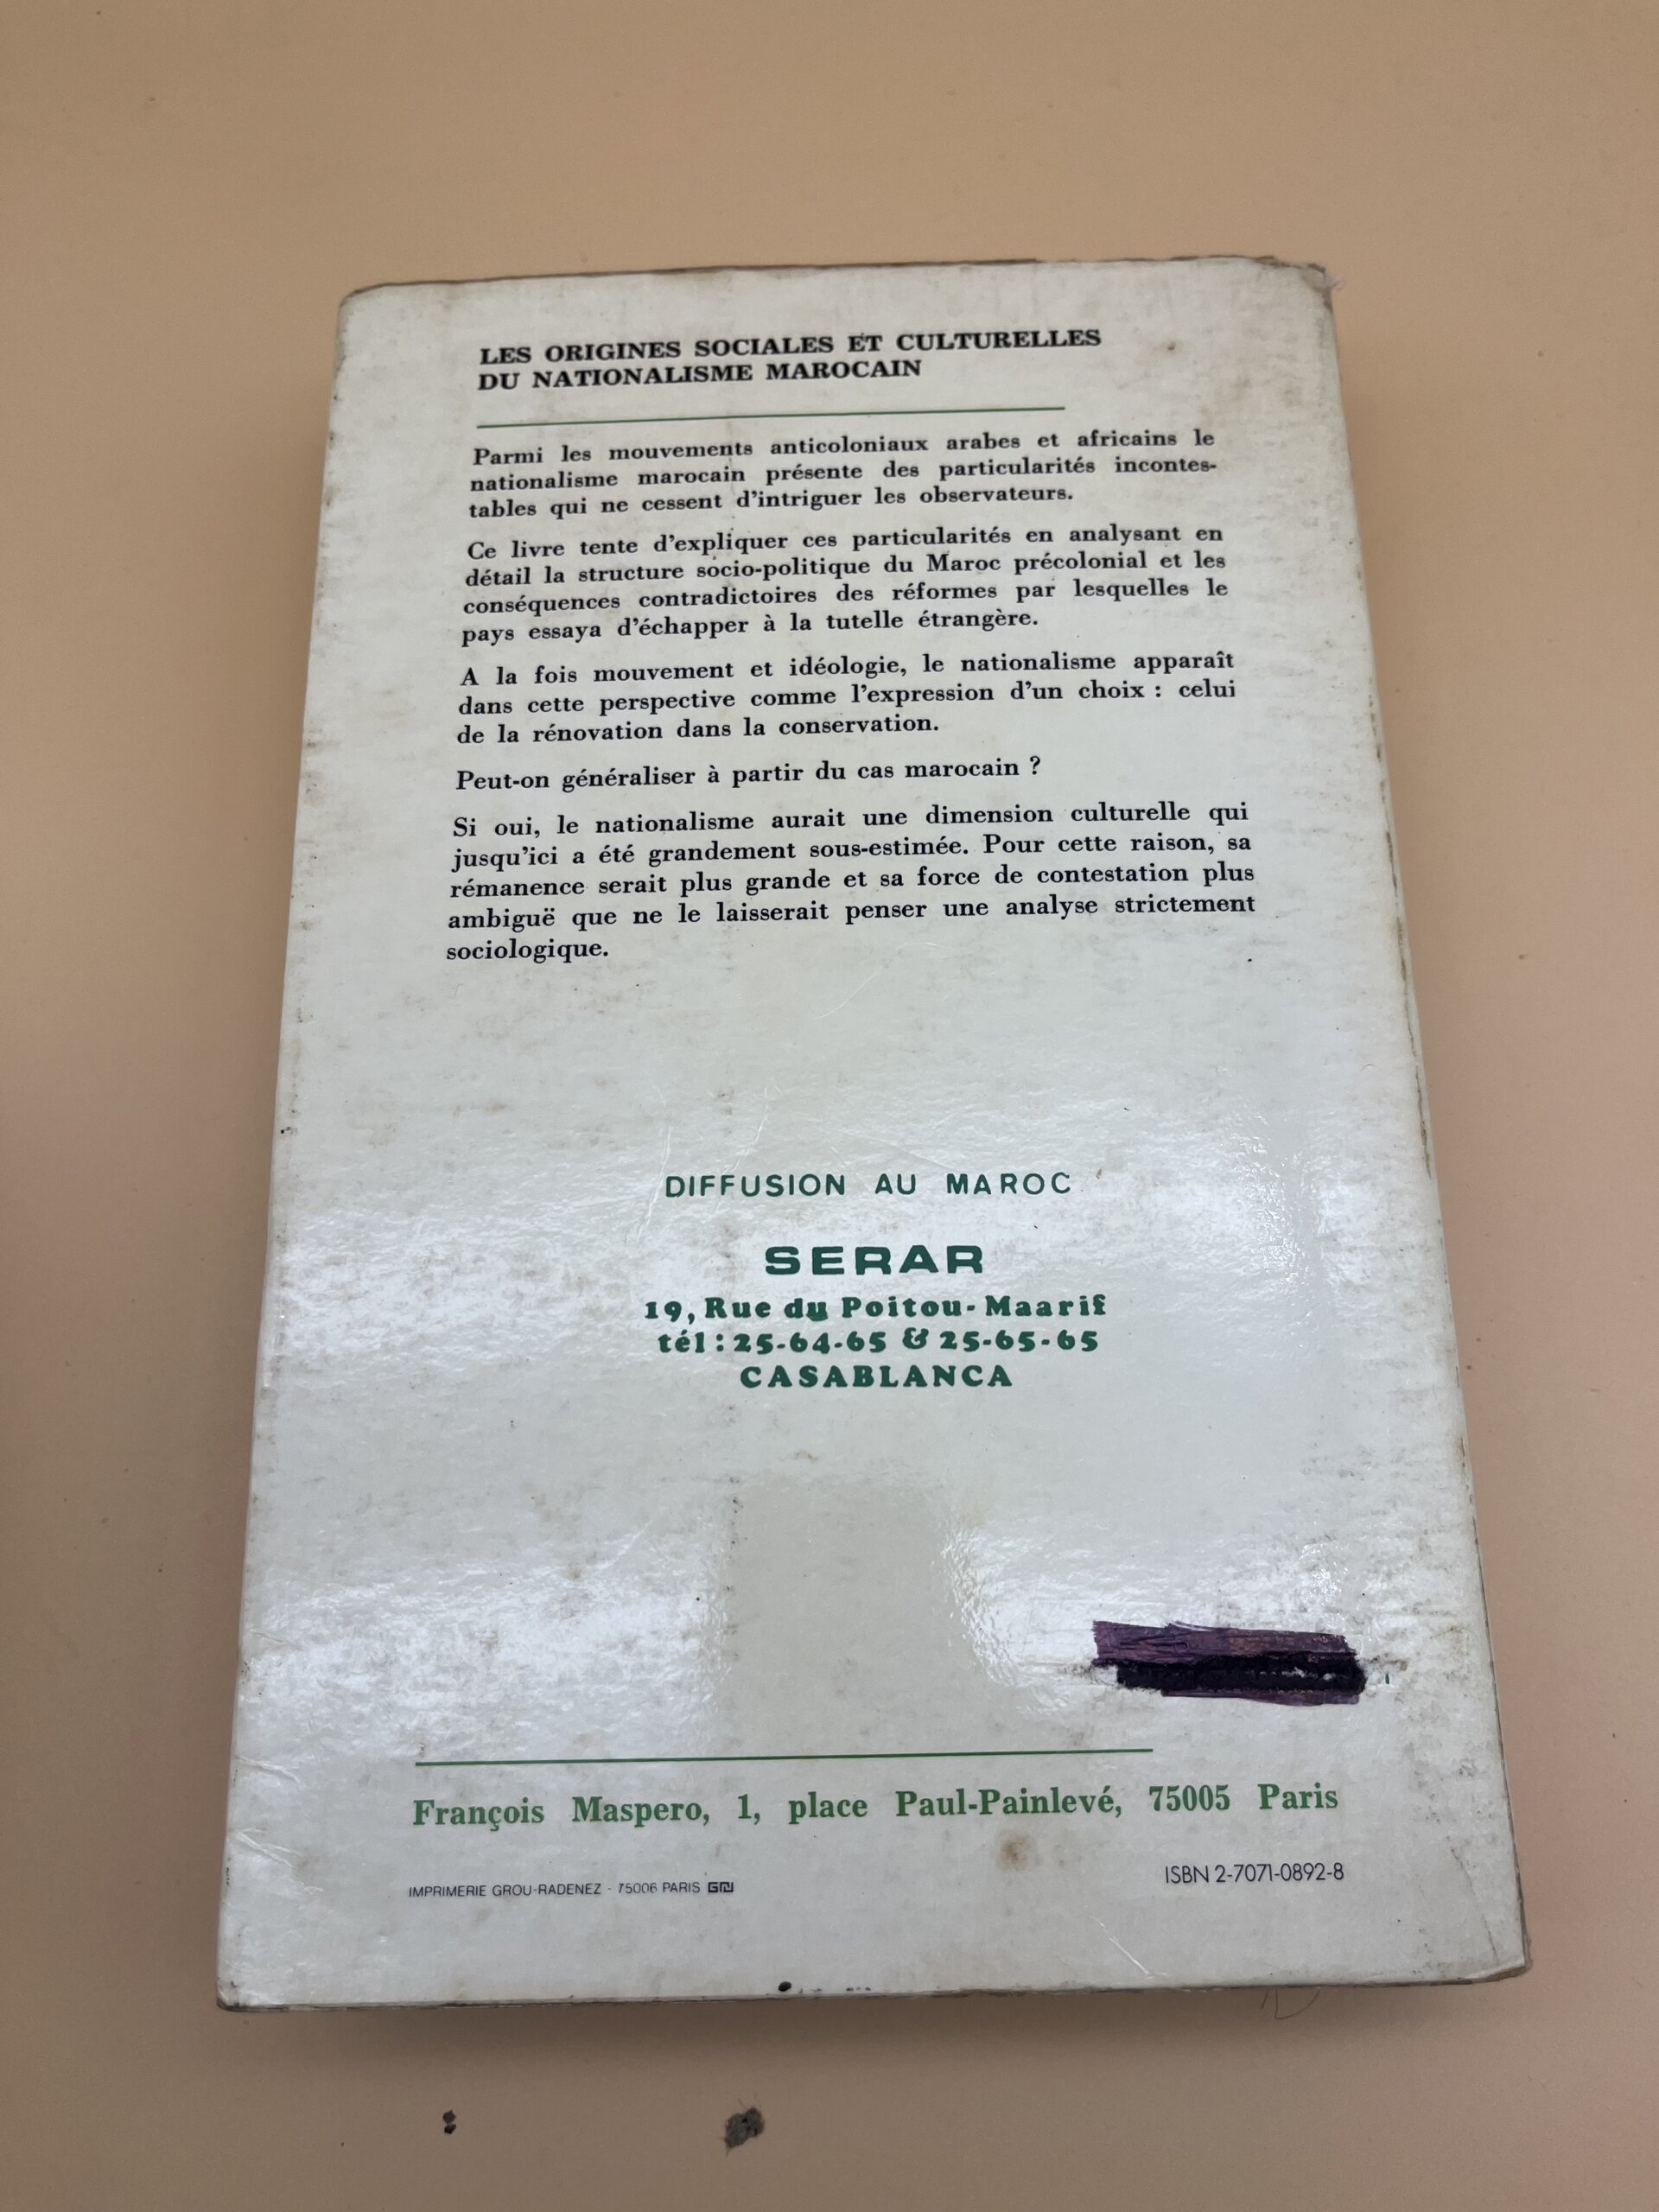 LES ORIGINES SOCIALES ET CULTURELLES
DU NATIONALISME MAROCAIN
Parmi les mouvements anticoloniaux arabes et africains le
nationalisme marocain présente des particularités incontes-
tables qui ne cessent d'intriguer les observateurs.
Ce livre tente d'expliquer ces particularités en analysant en
détail la structure socio-politique du Maroc précolonial et les
conséquences contradictoires des réformes par lesquelles le
pays essaya d'échapper à la tutelle étrangère.
A la fois mouvement et idéologie, le nationalisme apparaît
dans cette perspective comme l'expression d'un choix : celui
de la rénovation dans la conservation.
Peut-on généraliser à partir du cas marocain ?
Si oui, le nationalisme aurait une dimension culturelle qui
jusqu'ici a été grandement sous-estimée. Pour cette raison, sa
rémanence serait plus grande et sa force de contestation plus
ambiguë que ne le laisserait penser une analyse strictement
sociologique.
DIFFUSION AU MAROC
SERAR
19, Rue du Poitou-Maarif
tél : 25-64-65 & 25-65-65
CASABLANCA
François Maspero, 1, place Paul-Painlevé, 75005 Paris
IMPRIMERIE GROU-RADENEZ - 75006 PARIS
ISBN 2-7071-0892-8